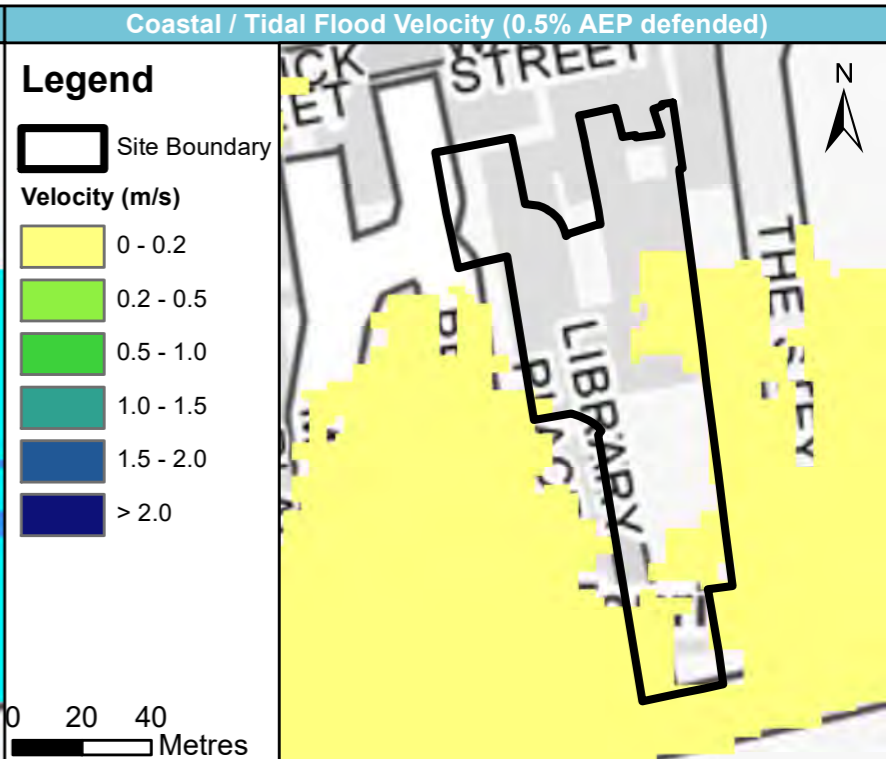 Coastal / Tidal Flood Velocity (0.5% AEP defended)
Legend
Site Boundary
Velocity (m/s)
0 - 0.2
0.2 - 0.5
0.5 - 1.0
1.0 - 1.5
1.5 - 2.0
> 2.0
0 20 40
Metres
N
STREET
THE
LIBRARY